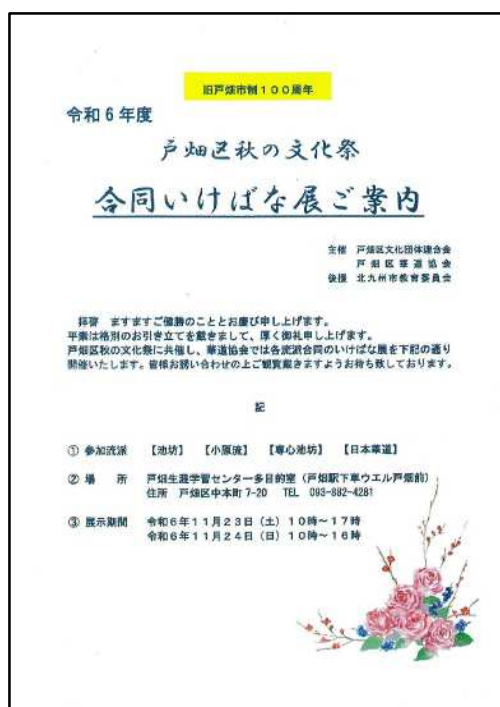 旧戸畑市制100周年
令和6年度
戸畑区秋の文化祭
合同いけばな展ご案内
主催 戸畑区文化団体連合会
戸畑区華道協会
後援 北九州市教育委員会
拝啓 ますますご健勝のこととお慶び申し上げます。
平素は格別のお引き立てを戴きまして、厚く御礼申し上げます。
戸畑区秋の文化祭に共催し、華道協会では各流派合同のいけばな展を下記の通り
開催いたします。皆様お誘い合わせの上ご観覧戴きますようお待ち致しております。
記
① 参加流派 【池坊】 【小原流】 【専心池坊】 【日本華道】
② 場 所 戸畑生涯学習センター多目的室（戸畑駅下車ウエル戸畑前）
住所 戸畑区中本町 7-20 TEL 093-882-4281
③ 展示期間 令和6年11月23日（土）10時～17時
令和6年11月24日（日）10時～16時